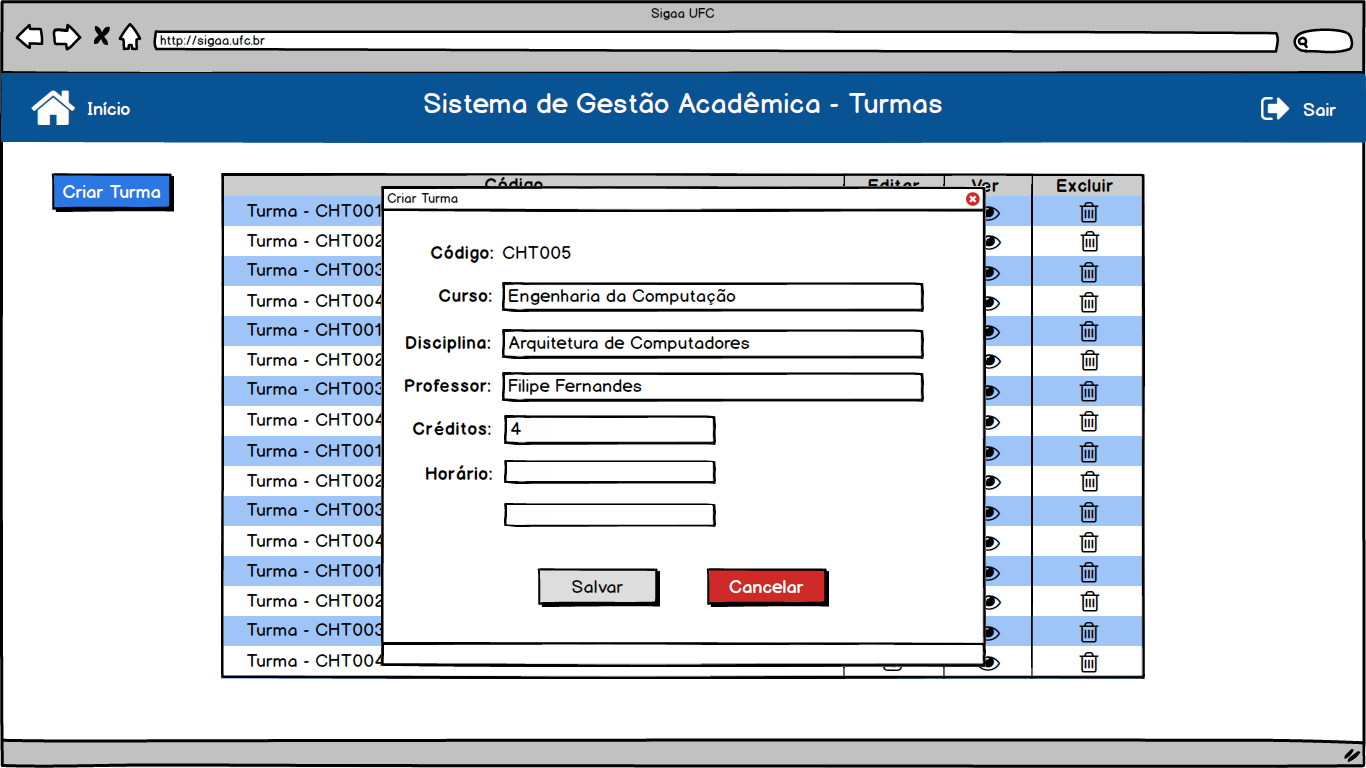 Sigaa UFC
http://sigaa.ufc.br
Início
Sistema de Gestão Acadêmica - Turmas
Sair
Criar Turma
Código Editar Ver Excluir
Criar Turma
Turma - CHT001
Turma - CHT002
Turma - CHT003
Turma - CHT004
Turma - CHT001
Turma - CHT002
Turma - CHT003
Turma - CHT004
Turma - CHT001
Turma - CHT002
Turma - CHT003
Turma - CHT004
Turma - CHT001
Turma - CHT002
Turma - CHT003
Turma - CHT004
Código: CHT005
Curso: Engenharia da Computação
Disciplina: Arquitetura de Computadores
Professor: Filipe Fernandes
Créditos: 4
Horário:
Salvar Cancelar